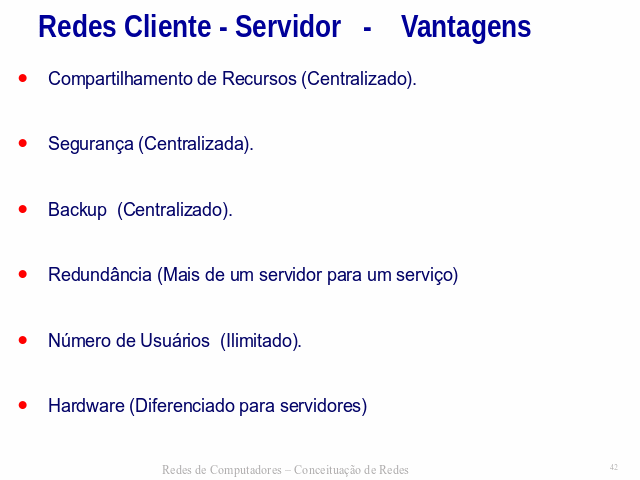 Redes Cliente - Servidor - Vantagens
Compartilhamento de Recursos (Centralizado).
Segurança (Centralizada).
Backup (Centralizado).
Redundância (Mais de um servidor para um serviço)
Número de Usuários (Ilimitado).
Hardware (Diferenciado para servidores)
Redes de Computadores – Conceituação de Redes
42